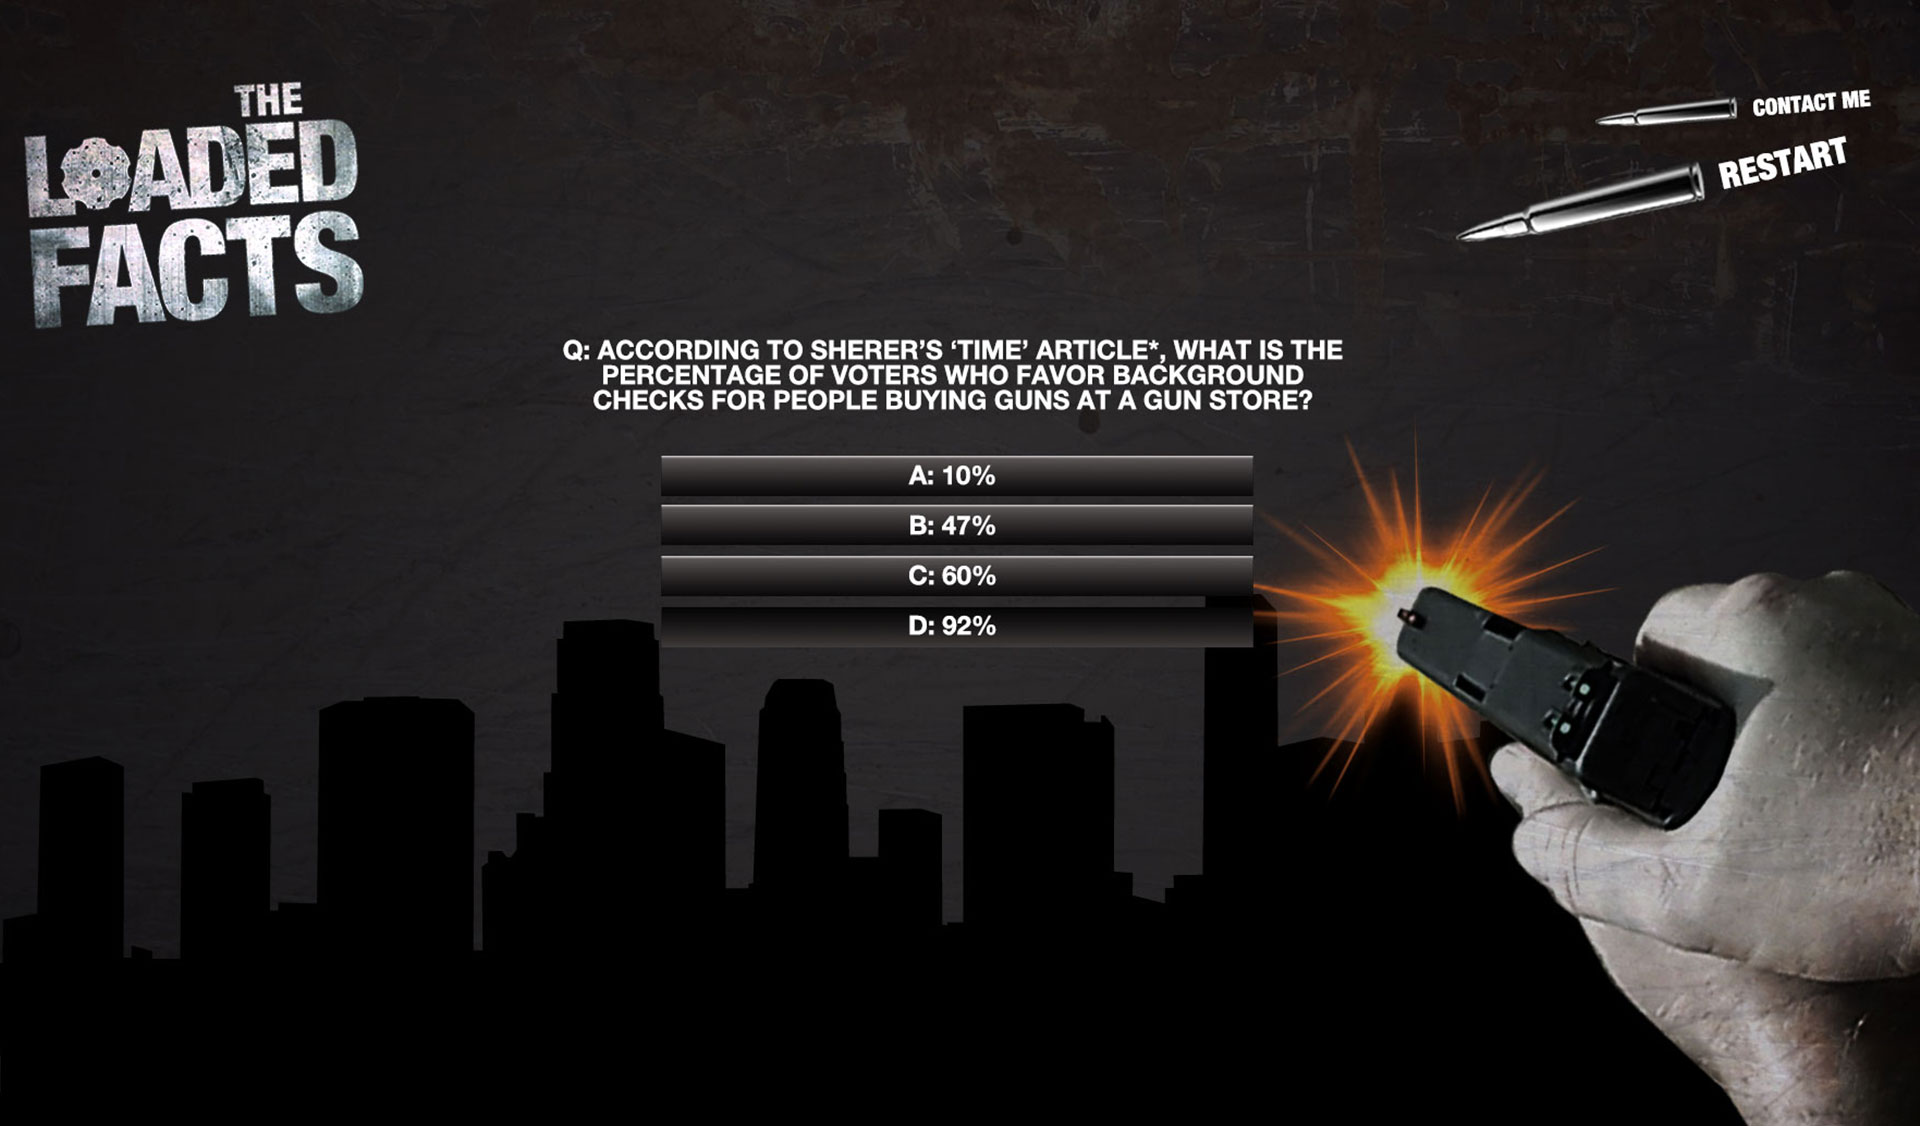 THE
LOADED
FACTS
CONTACT ME
RESTART
Q: ACCORDING TO SHERER’S ‘TIME’ ARTICLE*, WHAT IS THE
PERCENTAGE OF VOTERS WHO FAVOR BACKGROUND
CHECKS FOR PEOPLE BUYING GUNS AT A GUN STORE?
A: 10%
B: 47%
C: 60%
D: 92%